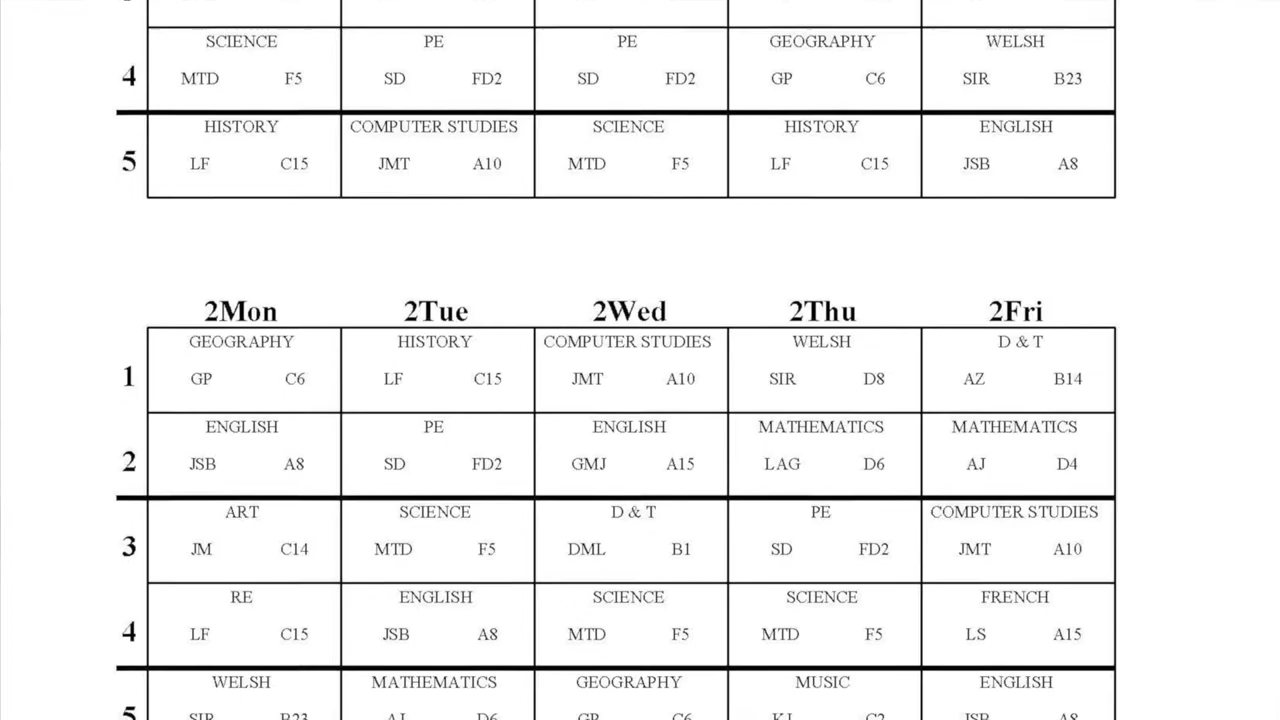 SCIENCE PE PE GEOGRAPHY WELSH
4 MTD F5 SD FD2 SD FD2 GP C6 SIR B23
HISTORY COMPUTER STUDIES SCIENCE HISTORY ENGLISH
5 LF C15 JMT A10 MTD F5 LF C15 JSB A8
2Mon 2Tue 2Wed 2Thu 2Fri
GEOGRAPHY HISTORY COMPUTER STUDIES WELSH D & T
1 GP C6 LF C15 JMT A10 SIR D8 AZ B14
ENGLISH PE ENGLISH MATHEMATICS MATHEMATICS
2 JSB A8 SD FD2 GMJ A15 LAG D6 AJ D4
ART SCIENCE D & T PE COMPUTER STUDIES
3 JM C14 MTD F5 DML B1 SD FD2 JMT A10
RE ENGLISH SCIENCE SCIENCE FRENCH
4 LF C15 JSB A8 MTD F5 MTD F5 LS A15
WELSH MATHEMATICS GEOGRAPHY MUSIC ENGLISH
5 SIR B23 AJ D6 GP C6 KJ C2 JSB A8